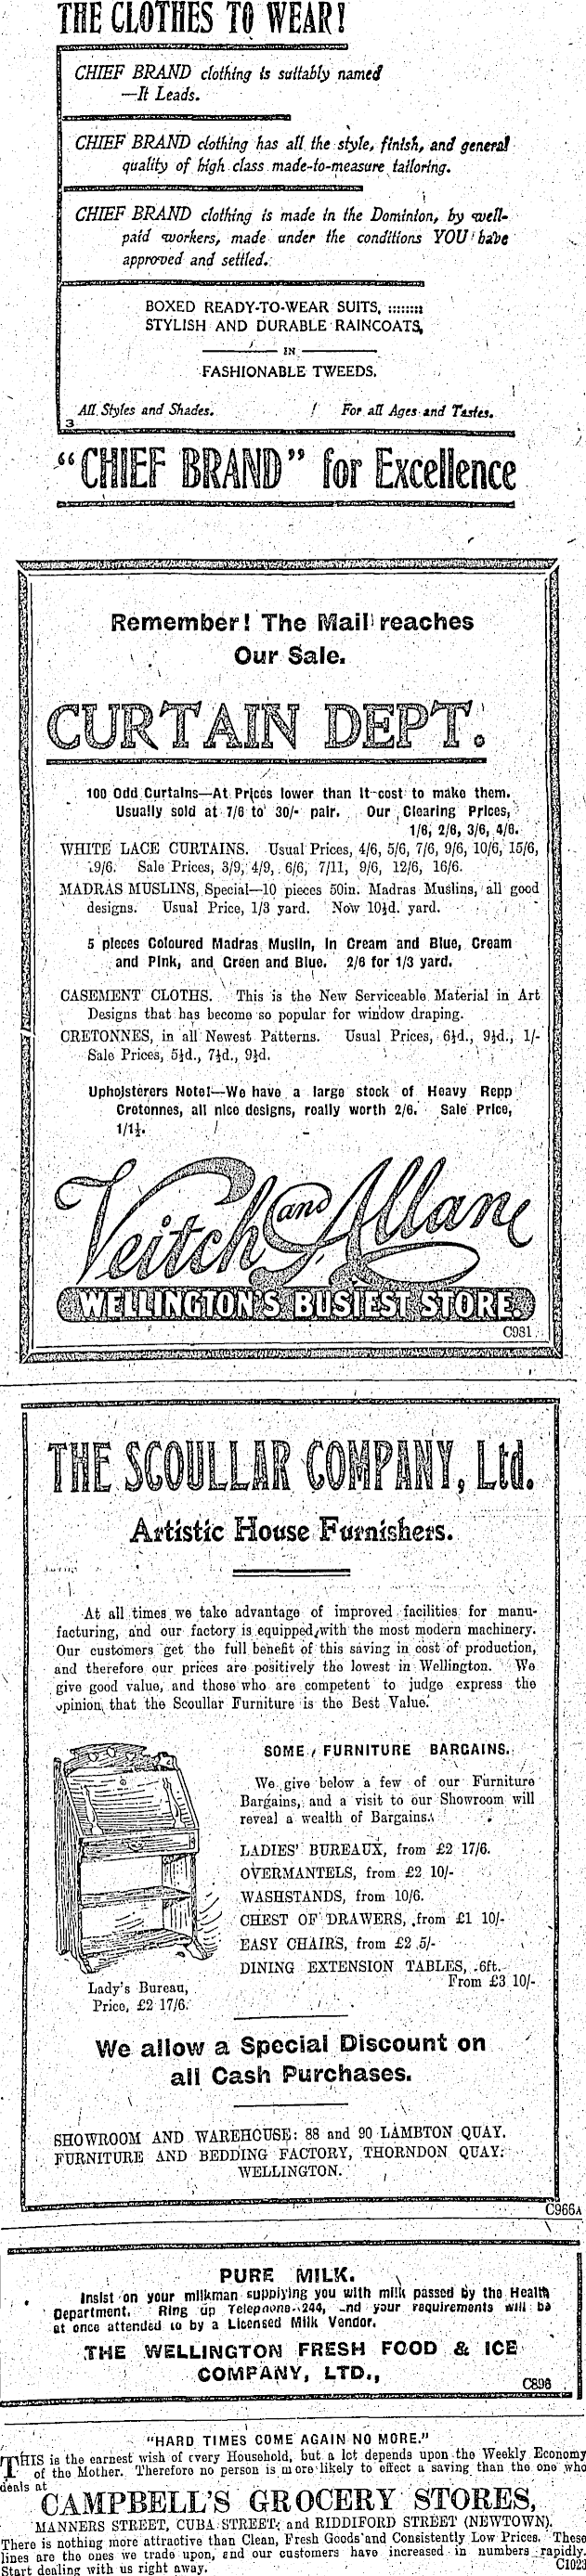 THE CLOTHES TO WEAR!
CHIEF BRAND clothing is suitably named
—It Leads.
CHIEF BRAND clothing has all the style, finish, and general
quality of high class made-to-measure tailoring.
CHIEF BRAND clothing is made in the Dominion, by well-
paid workers, made under the conditions YOU have
approved and settled.
BOXED READY-TO-WEAR SUITS, ::::::::
STYLISH AND DURABLE RAINCOATS,
IN
FASHIONABLE TWEEDS.
All Styles and Shades. For all Ages and Tastes.
3
"CHIEF BRAND" for Excellence
Remember! The Mail reaches
Our Sale.
CURTAIN DEPT.
100 Odd Curtains—At Prices lower than it cost to make them.
Usually sold at 7/6 to 30/- pair. Our Clearing Prices,
1/6, 2/6, 3/6, 4/6.
WHITE LACE CURTAINS. Usual Prices, 4/6, 5/6, 7/6, 9/6, 10/6, 15/6,
19/6. Sale Prices, 3/9, 4/9, 6/6, 7/11, 9/6, 12/6, 16/6.
MADRAS MUSLINS, Special—10 pieces 50in. Madras Muslins, all good
designs. Usual Price, 1/3 yard. Now 10½d. yard.
5 pieces Coloured Madras Muslin, in Cream and Blue, Cream
and Pink, and Green and Blue. 2/6 for 1/3 yard.
CASEMENT CLOTHS. This is the New Serviceable Material in Art
Designs that has become so popular for window draping.
CRETONNES, in all Newest Patterns. Usual Prices, 6½d., 9½d., 1/-
Sale Prices, 5½d., 7½d., 9½d.
Upholsterers Note!—We have a large stock of Heavy Repp
Cretonnes, all nice designs, really worth 2/6. Sale Price,
1/1½.
Veitch and Allan
WELLINGTON'S BUSIEST STORE.
C981
THE SCOULLAR COMPANY, Ltd.
Artistic House Furnishers.
At all times we take advantage of improved facilities for manu-
facturing, and our factory is equipped with the most modern machinery.
Our customers get the full benefit of this saving in cost of production,
and therefore our prices are positively the lowest in Wellington. We
give good value, and those who are competent to judge express the
opinion that the Scoullar Furniture is the Best Value.
SOME FURNITURE BARGAINS.
We give below a few of our Furniture
Bargains, and a visit to our Showroom will
reveal a wealth of Bargains.
LADIES' BUREAUX, from £2 17/6.
OVERMANTELS, from £2 10/-
WASHSTANDS, from 10/6.
CHEST OF DRAWERS, from £1 10/-
EASY CHAIRS, from £2 5/-
DINING EXTENSION TABLES, 6ft.
From £3 10/-
Lady's Bureau,
Price, £2 17/6.
We allow a Special Discount on
all Cash Purchases.
SHOWROOM AND WAREHOUSE: 88 and 90 LAMBTON QUAY.
FURNITURE AND BEDDING FACTORY, THORNDON QUAY.
WELLINGTON.
C966A
PURE MILK.
Insist on your milkman supplying you with milk passed by the Health
Department. Ring up Telephone 244, and your requirements will be
at once attended to by a Licensed Milk Vendor.
THE WELLINGTON FRESH FOOD & ICE
COMPANY, LTD.,
C896
"HARD TIMES COME AGAIN NO MORE."
THIS is the earnest wish of every Household, but a lot depends upon the Weekly Economy
of the Mother. Therefore no person is more likely to effect a saving than the one who
deals at
CAMPBELL'S GROCERY STORES,
MANNERS STREET, CUBA STREET, and RIDDIFORD STREET (NEWTOWN).
There is nothing more attractive than Clean, Fresh Goods and Consistently Low Prices. These
lines are the ones we trade upon, and our customers have increased in numbers rapidly
Start dealing with us right away. C1023